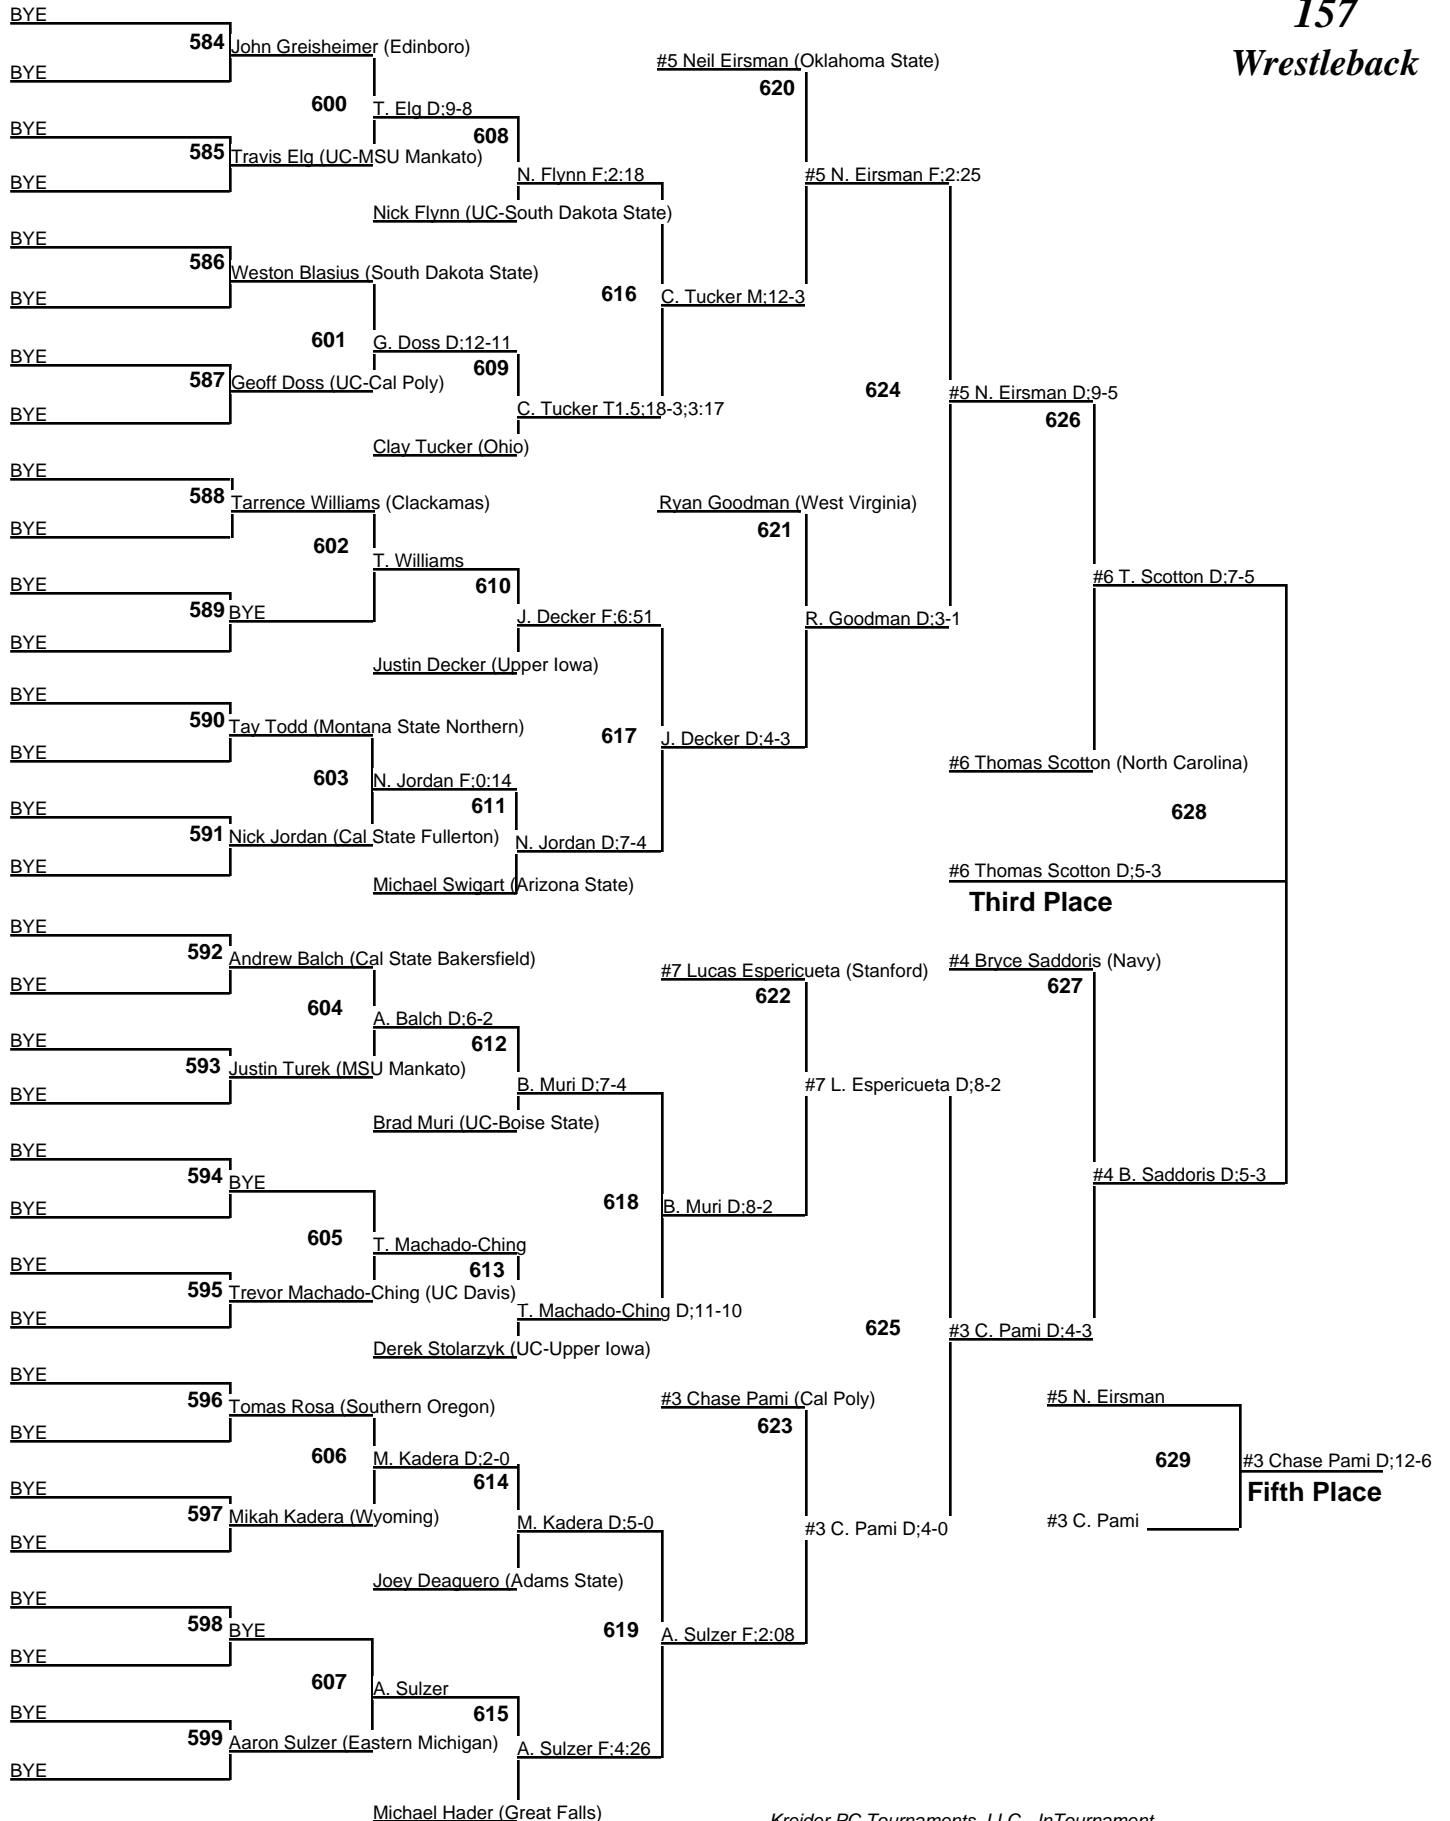 157
Wrestleback
BYE
584 John Greisheimer (Edinboro)
BYE
#5 Neil Eirsman (Oklahoma State)
620
600
T. Elg D;9-8
608
BYE
585 Travis Elg (UC-MSU Mankato)
BYE
N. Flynn F;2:18
#5 N. Eirsman F;2:25
Nick Flynn (UC-South Dakota State)
BYE
586 Weston Blasius (South Dakota State)
BYE
616
C. Tucker M;12-3
601
G. Doss D;12-11
609
BYE
587 Geoff Doss (UC-Cal Poly)
BYE
624
#5 N. Eirsman D;9-5
626
C. Tucker T1.5;18-3;3:17
Clay Tucker (Ohio)
BYE
588 Tarrence Williams (Clackamas)
BYE
Ryan Goodman (West Virginia)
621
602
T. Williams
610
#6 T. Scotton D;7-5
BYE
589 BYE
BYE
J. Decker F;6:51
R. Goodman D;3-1
Justin Decker (Upper Iowa)
BYE
590 Tay Todd (Montana State Northern)
BYE
617
J. Decker D;4-3
#6 Thomas Scotton (North Carolina)
603
N. Jordan F;0:14
611
628
BYE
591 Nick Jordan (Cal State Fullerton)
BYE
N. Jordan D;7-4
#6 Thomas Scotton D;5-3
Michael Swigart (Arizona State)
Third Place
BYE
592 Andrew Balch (Cal State Bakersfield)
BYE
#7 Lucas Espericueta (Stanford)
622
#4 Bryce Saddoris (Navy)
627
604
A. Balch D;6-2
612
BYE
593 Justin Turek (MSU Mankato)
BYE
B. Muri D;7-4
#7 L. Espericueta D;8-2
Brad Muri (UC-Boise State)
BYE
594 BYE
BYE
618
B. Muri D;8-2
#4 B. Saddoris D;5-3
605
T. Machado-Ching
613
BYE
595 Trevor Machado-Ching (UC Davis)
BYE
T. Machado-Ching D;11-10
625
#3 C. Pami D;4-3
Derek Stolarzyk (UC-Upper Iowa)
BYE
596 Tomas Rosa (Southern Oregon)
BYE
#3 Chase Pami (Cal Poly)
623
#5 N. Eirsman
606
M. Kadera D;2-0
614
629
#3 Chase Pami D;12-6
Fifth Place
BYE
597 Mikah Kadera (Wyoming)
BYE
M. Kadera D;5-0
#3 C. Pami D;4-0
#3 C. Pami
Joey Deaguero (Adams State)
BYE
598 BYE
BYE
619
A. Sulzer F;2:08
607
A. Sulzer
615
BYE
599 Aaron Sulzer (Eastern Michigan)
BYE
A. Sulzer F;4:26
Michael Hader (Great Falls)
Kreider PC Tournaments, LLC - InTournament